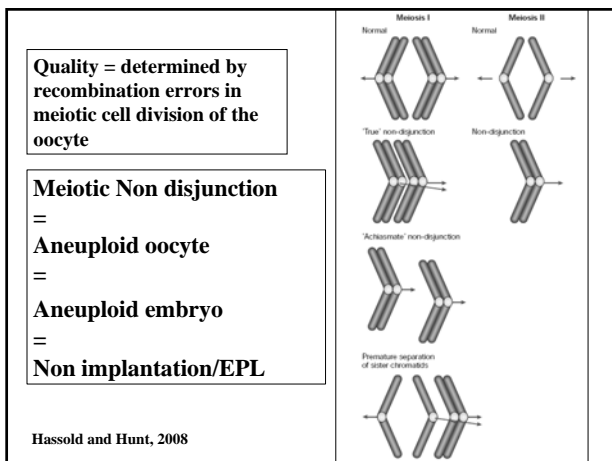 Quality = determined by
recombination errors in
meiotic cell division of the
oocyte
Meiotic Non disjunction
=
Aneuploid oocyte
=
Aneuploid embryo
=
Non implantation/EPL
Hassold and Hunt, 2008
Meiosis I
Meiosis II
Normal
Normal
'True' non-disjunction
Non-disjunction
'Achiasmate' non-disjunction
Premature separation
of sister chromatids